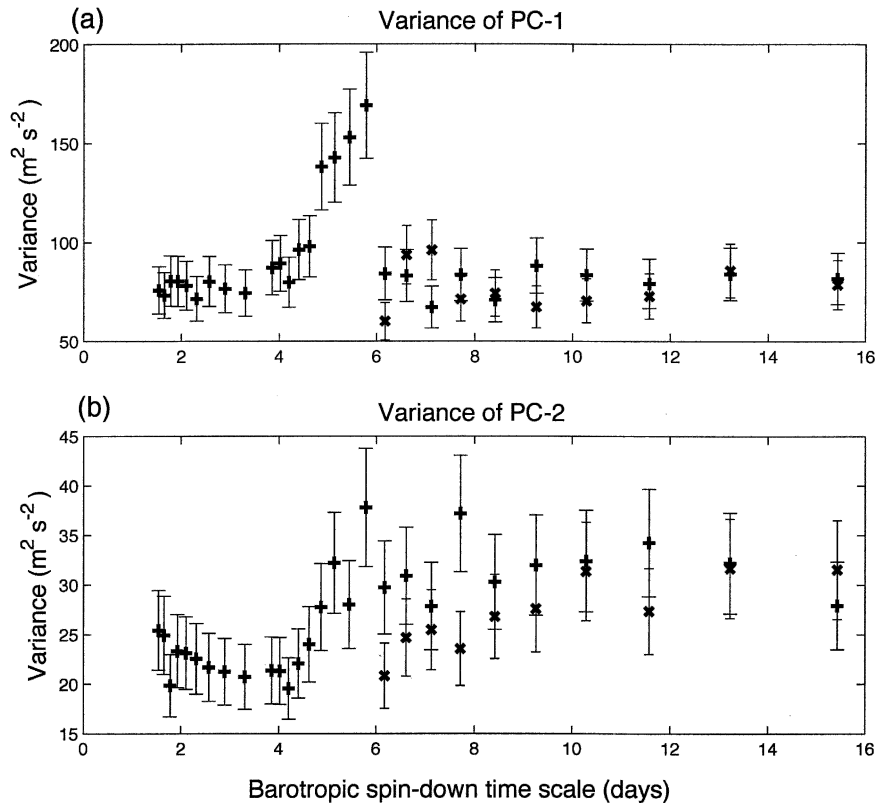 (a)
Variance of PC-1
Variance (m² s⁻²)
200
150
100
50
0 2 4 6 8 10 12 14 16
(b)
Variance of PC-2
Variance (m² s⁻²)
45
40
35
30
25
20
15
0 2 4 6 8 10 12 14 16
Barotropic spin-down time scale (days)